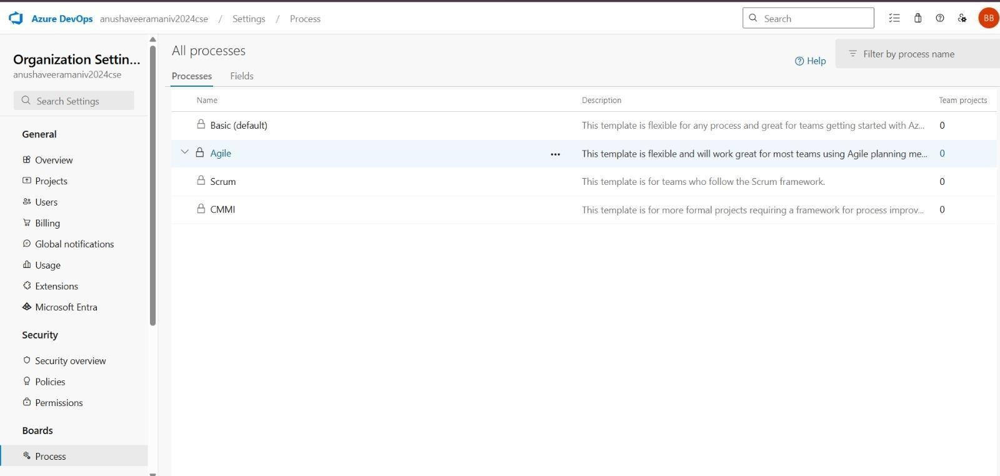 Azure DevOps anushaveeramaniv2024cse / Settings / Process
Search
BB
Organization Settin...
anushaveeramaniv2024cse
Search Settings
General
Overview
Projects
Users
Billing
Global notifications
Usage
Extensions
Microsoft Entra
Security
Security overview
Policies
Permissions
Boards
Process
All processes
Help
Filter by process name
Processes Fields
Name Description Team projects
Basic (default) This template is flexible for any process and great for teams getting started with Az... 0
Agile ... This template is flexible and will work great for most teams using Agile planning me... 0
Scrum This template is for teams who follow the Scrum framework. 0
CMMI This template is for more formal projects requiring a framework for process improv... 0